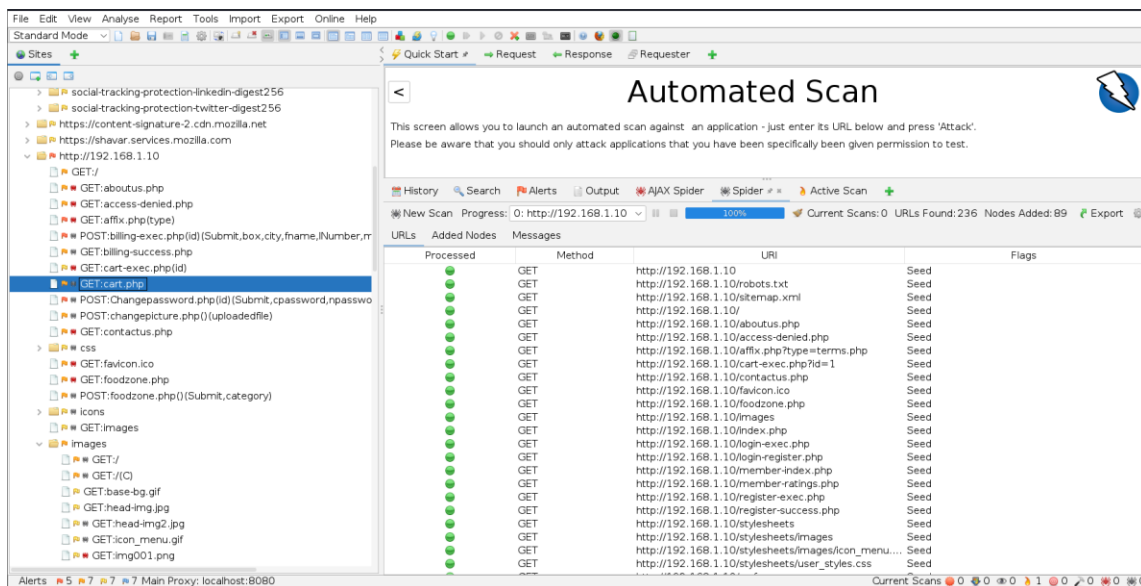 File Edit View Analyse Report Tools Import Export Online Help
Standard Mode
Sites
Quick Start
Request
Response
Requester
social-tracking-protection-linkedin-digest256
social-tracking-protection-twitter-digest256
https://content-signature-2.cdn.mozilla.net
https://shavar.services.mozilla.com
http://192.168.1.10
GET:/
GET:aboutus.php
GET:access-denied.php
GET:affix.php(type)
POST:billing-exec.php(id)(Submit,box,city,fname,lNumber,m
GET:billing-success.php
GET:cart-exec.php(id)
GET:cart.php
POST:Changepassword.php(id)(Submit,cpassword,npasswo
POST:changepicture.php()(uploadedfile)
GET:contactus.php
css
GET:favicon.ico
GET:foodzone.php
POST:foodzone.php()(Submit,category)
icons
GET:images
images
GET:/
GET:/(C)
GET:base-bg.gif
GET:head-img.jpg
GET:head-img2.jpg
GET:icon_menu.gif
GET:img001.png
<
Automated Scan
This screen allows you to launch an automated scan against an application - just enter its URL below and press 'Attack'.
Please be aware that you should only attack applications that you have been specifically been given permission to test.
History Search Alerts Output AJAX Spider Spider Active Scan
New Scan Progress: 0: http://192.168.1.10 100% Current Scans: 0 URLs Found: 236 Nodes Added: 89 Export
URLs Added Nodes Messages
Processed Method URI Flags
GET http://192.168.1.10 Seed
GET http://192.168.1.10/robots.txt Seed
GET http://192.168.1.10/sitemap.xml Seed
GET http://192.168.1.10/ Seed
GET http://192.168.1.10/aboutus.php Seed
GET http://192.168.1.10/access-denied.php Seed
GET http://192.168.1.10/affix.php?type=terms.php Seed
GET http://192.168.1.10/cart-exec.php?id=1 Seed
GET http://192.168.1.10/contactus.php Seed
GET http://192.168.1.10/favicon.ico Seed
GET http://192.168.1.10/foodzone.php Seed
GET http://192.168.1.10/images Seed
GET http://192.168.1.10/index.php Seed
GET http://192.168.1.10/login-exec.php Seed
GET http://192.168.1.10/login-register.php Seed
GET http://192.168.1.10/member-index.php Seed
GET http://192.168.1.10/member-ratings.php Seed
GET http://192.168.1.10/register-exec.php Seed
GET http://192.168.1.10/register-success.php Seed
GET http://192.168.1.10/stylesheets Seed
GET http://192.168.1.10/stylesheets/images Seed
GET http://192.168.1.10/stylesheets/images/icon_menu.... Seed
GET http://192.168.1.10/stylesheets/user_styles.css Seed
Alerts 5 7 7 7 Main Proxy: localhost:8080
Current Scans 0 0 0 1 0 0 0